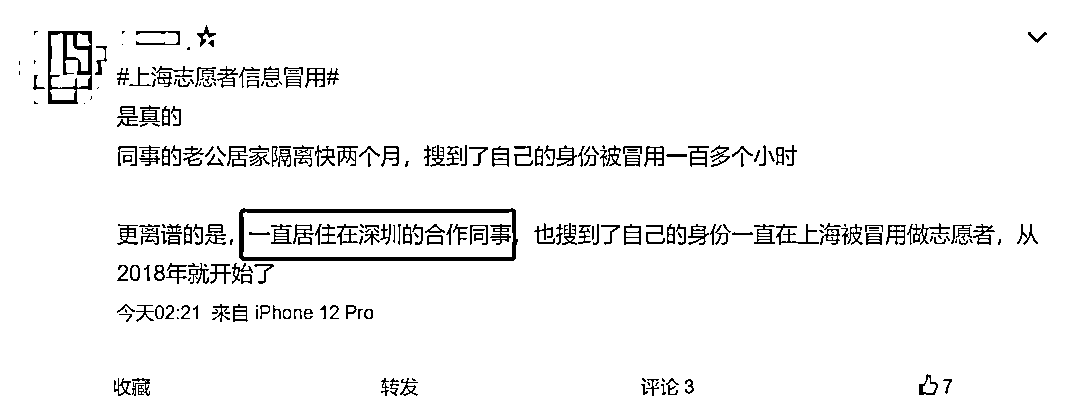 #上海志愿者信息冒用#
是真的
同事的老公居家隔离快两个月，搜到了自己的身份被冒用一百多个小时
更离谱的是，一直居住在深圳的合作同事，也搜到了自己的身份一直在上海被冒用做志愿者，从
2018年就开始了
今天02:21 来自 iPhone 12 Pro
收藏 转发 评论 3 7